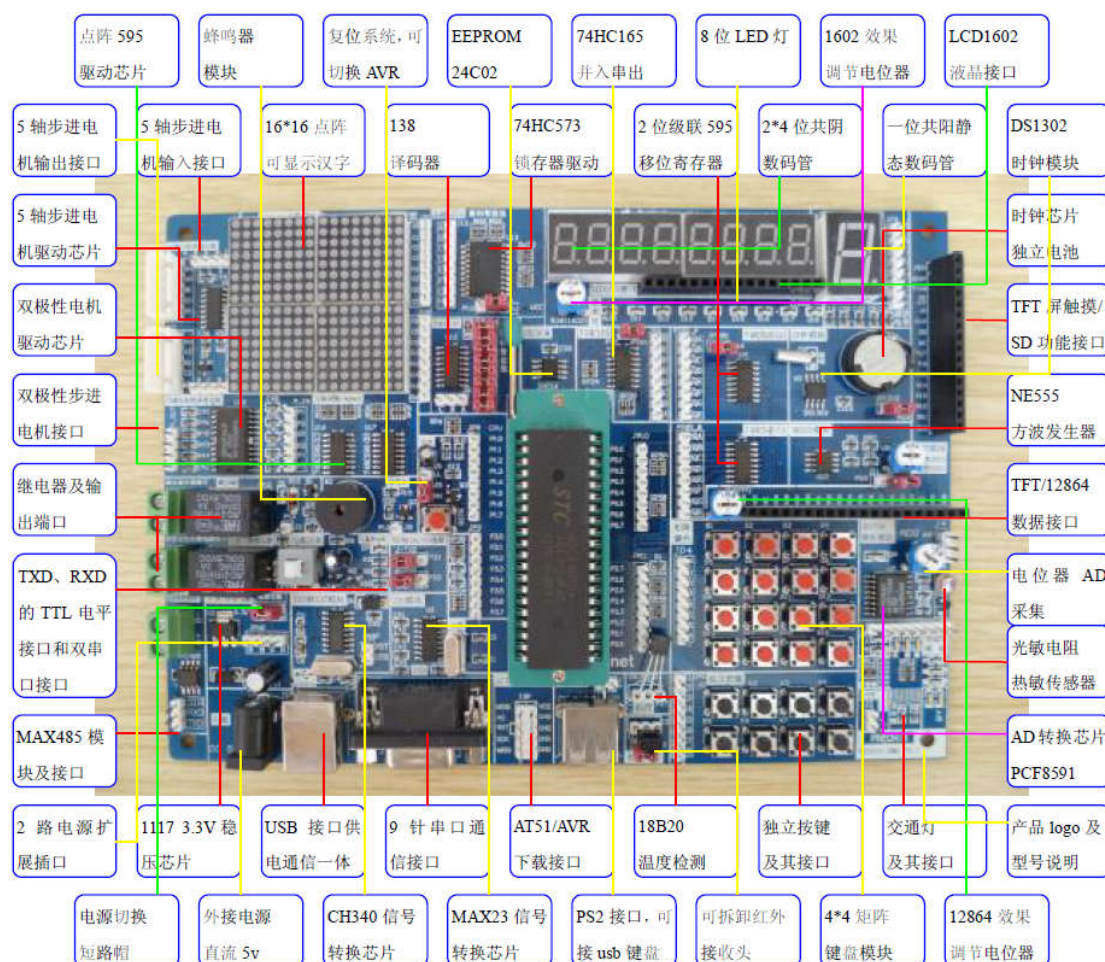 点阵 595
驱动芯片
蜂鸣器
模块
复位系统，可
切换 AVR
EEPROM
24C02
74HC165
并入串出
8 位 LED 灯
1602 效果
调节电位器
LCD1602
液晶接口
5 轴步进电
机输出接口
5 轴步进电
机输入接口
16*16 点阵
可显示汉字
138
译码器
74HC573
锁存器驱动
2 位级联 595
移位寄存器
2*4 位共阴
数码管
一位共阳静
态数码管
DS1302
时钟模块
5 轴步进电
机驱动芯片
时钟芯片
独立电池
双极性电机
驱动芯片
TFT 屏触摸/
SD 功能接口
双极性步进
电机接口
NE555
方波发生器
继电器及输
出端口
TFT/12864
数据接口
TXD、RXD
的 TTL 电平
接口和双串
口接口
电位器 AD
采集
光敏电阻
热敏传感器
MAX485 模
块及接口
AD 转换芯片
PCF8591
STC
net
2 路电源扩
展插口
1117 3.3V 稳
压芯片
USB 接口供
电通信一体
9 针串口通
信接口
AT51/AVR
下载接口
18B20
温度检测
独立按键
及其接口
交通灯
及其接口
产品 logo 及
型号说明
电源切换
短路帽
外接电源
直流 5v
CH340 信号
转换芯片
MAX23 信号
转换芯片
PS2 接口，可
接 usb 键盘
可拆卸红外
接收头
4*4 矩阵
键盘模块
12864 效果
调节电位器